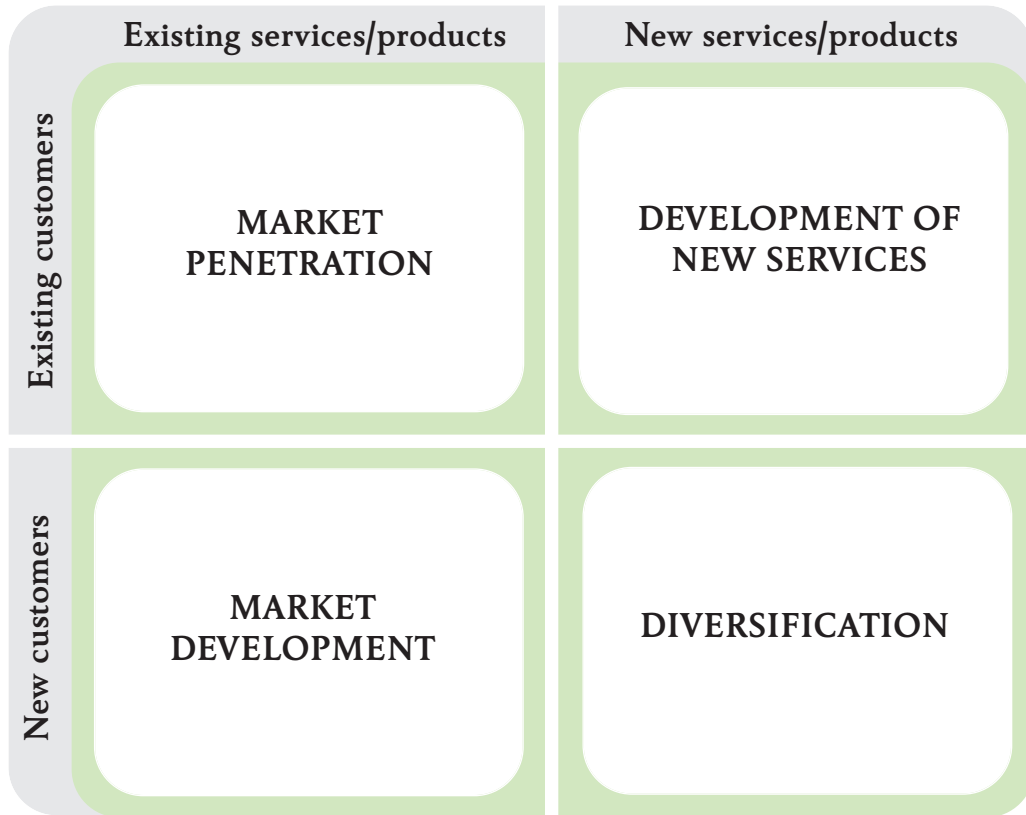 Existing services/products
New services/products
Existing customers
MARKET
PENETRATION
DEVELOPMENT OF
NEW SERVICES
New customers
MARKET
DEVELOPMENT
DIVERSIFICATION